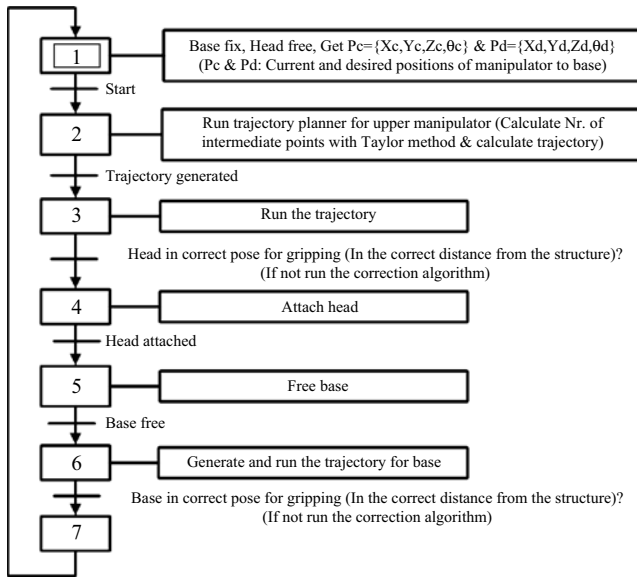 1
Base fix, Head free, Get Pc={Xc,Yc,Zc,θc} & Pd={Xd,Yd,Zd,θd}
(Pc & Pd: Current and desired positions of manipulator to base)
Start
2
Run trajectory planner for upper manipulator (Calculate Nr. of
intermediate points with Taylor method & calculate trajectory)
Trajectory generated
3
Run the trajectory
Head in correct pose for gripping (In the correct distance from the structure)?
(If not run the correction algorithm)
4
Attach head
Head attached
5
Free base
Base free
6
Generate and run the trajectory for base
Base in correct pose for gripping (In the correct distance from the structure)?
(If not run the correction algorithm)
7